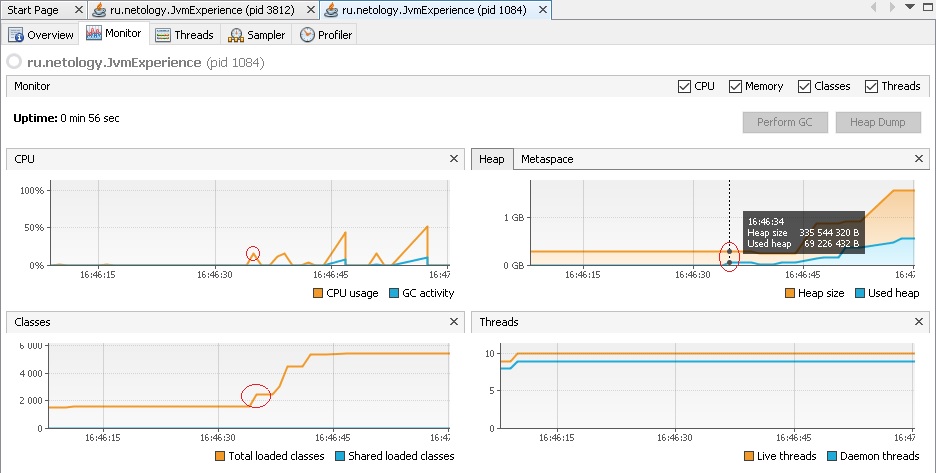 Start Page ru.netology.JvmExperience (pid 3812) ru.netology.JvmExperience (pid 1084)
Overview Monitor Threads Sampler Profiler
ru.netology.JvmExperience (pid 1084)
Monitor CPU Memory Classes Threads
Uptime: 0 min 56 sec
Perform GC Heap Dump
CPU
100%
50%
0%
16:46:15 16:46:30 16:46:45 16:47
CPU usage GC activity
Heap Metaspace
1 GB
0 GB
16:46:34
Heap size 335 544 320 B
Used heap 69 226 432 B
16:46:15 16:46:30 16:46:45 16:47
Heap size Used heap
Classes
6 000
4 000
2 000
0
16:46:15 16:46:30 16:46:45 16:47
Total loaded classes Shared loaded classes
Threads
10
5
0
16:46:15 16:46:30 16:46:45 16:47
Live threads Daemon threads